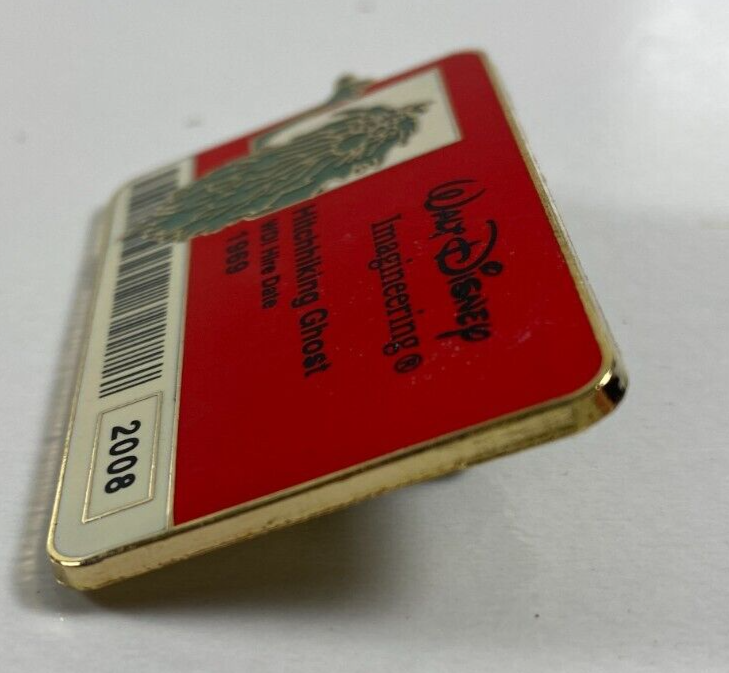 Walt Disney
Imagineering ®
Hitchhiking Ghost
WDI Hire Date
1969
2008